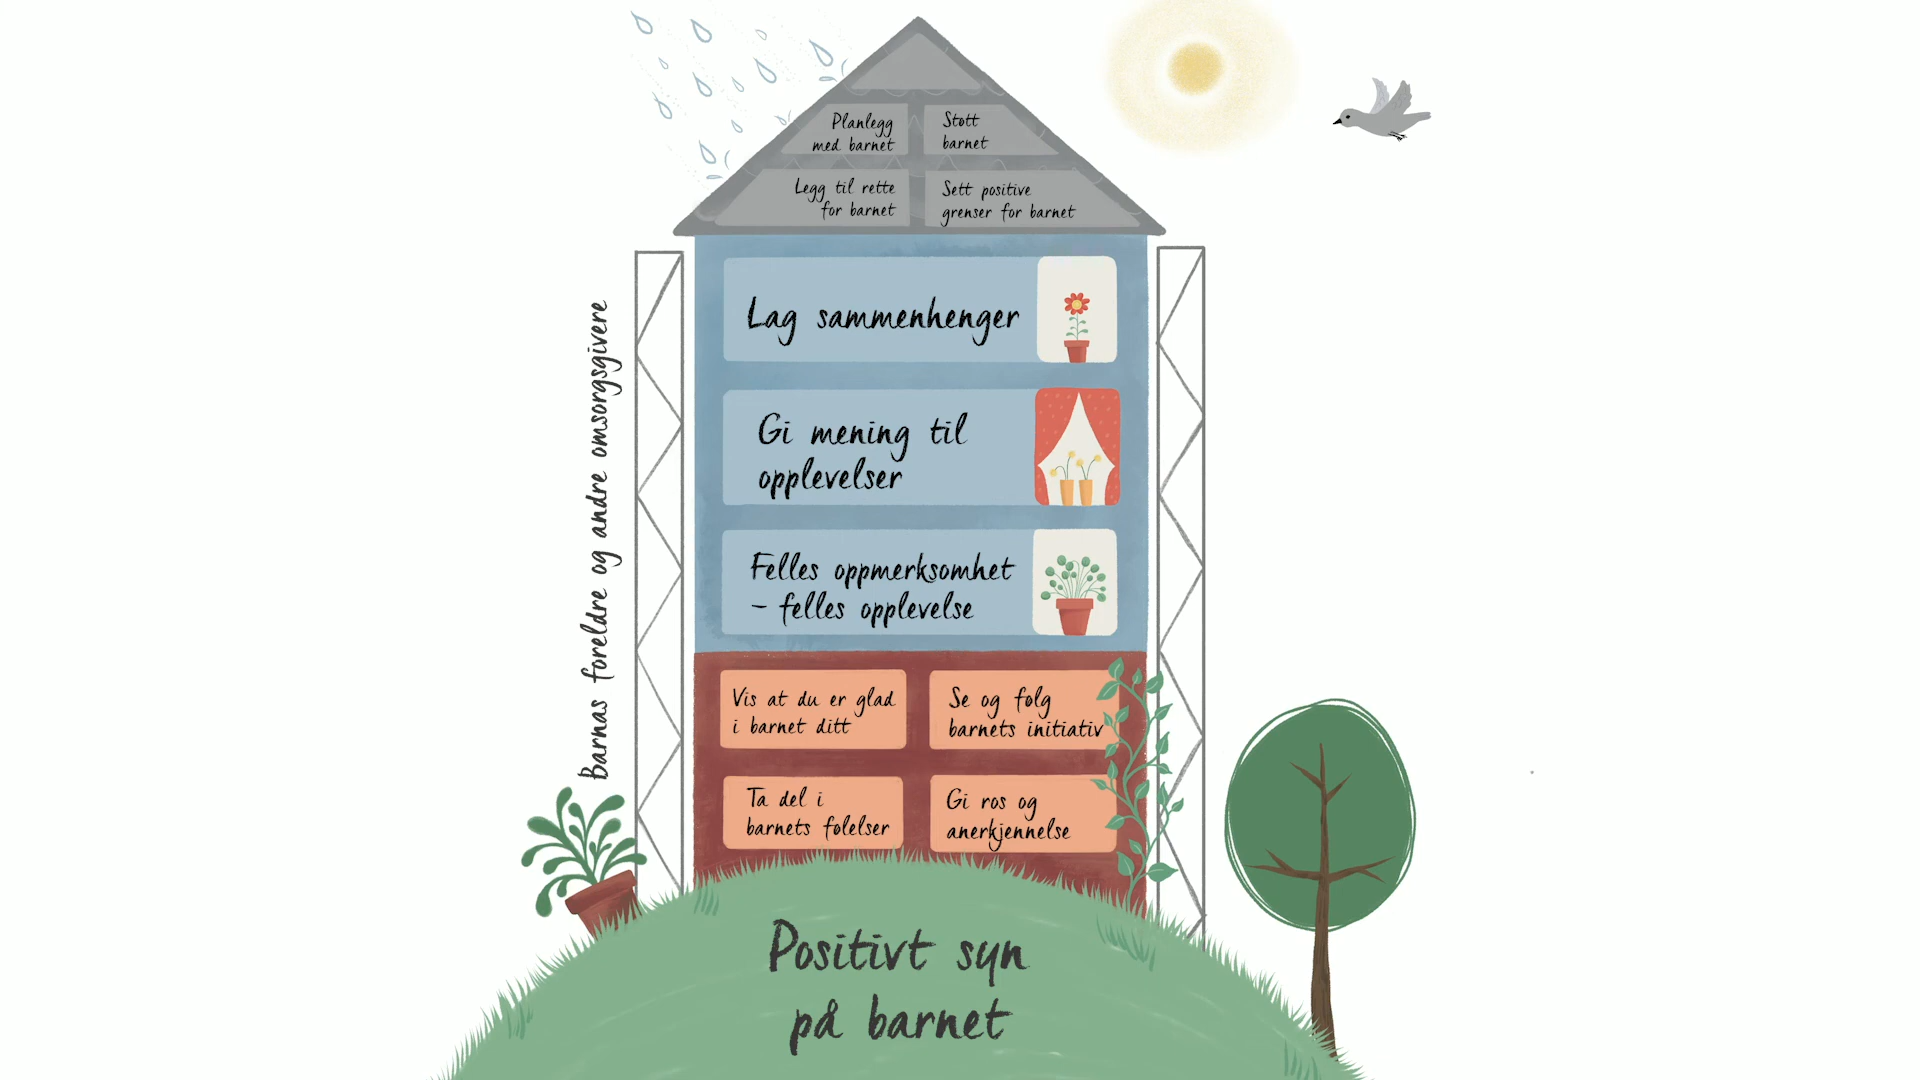 Planlegg
med barnet
Støtt
barnet
Legg til rette
for barnet
Sett positive
grenser for barnet
Lag sammenhenger
Gi mening til
opplevelser
Felles oppmerksomhet
– felles opplevelse
Vis at du er glad
i barnet ditt
Se og følg
barnets initiativ
Ta del i
barnets følelser
Gi ros og
anerkjennelse
Barnas foreldre og andre omsorgsgivere
Positivt syn
på barnet